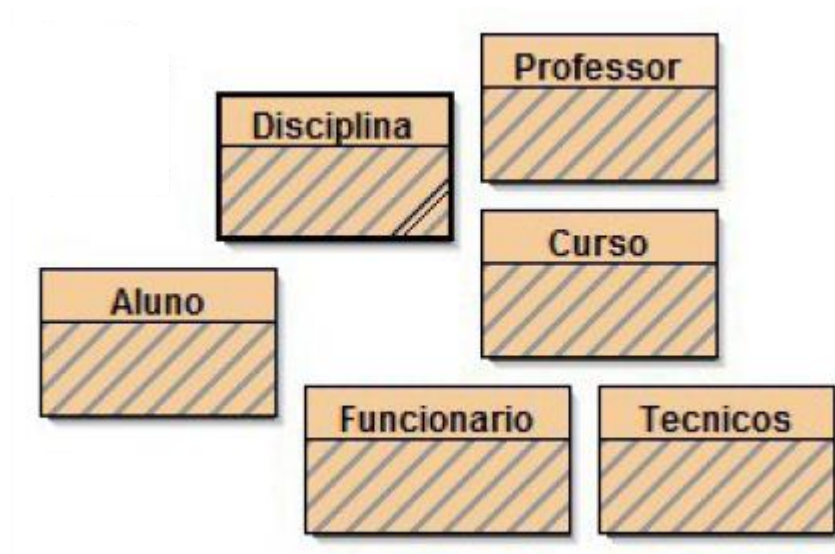 Professor
Disciplina
Curso
Aluno
Funcionario
Tecnicos